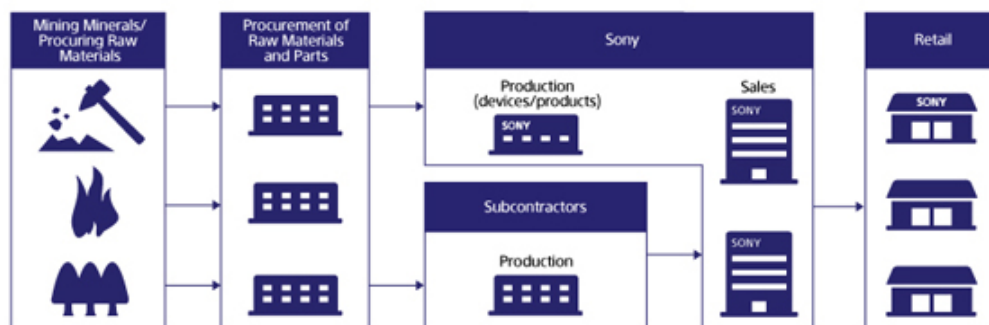 Mining Minerals/
Procuring Raw
Materials
Procurement of
Raw Materials
and Parts
Sony
Retail
Production
(devices/products)
SONY
Sales
SONY
SONY
Subcontractors
Production
SONY